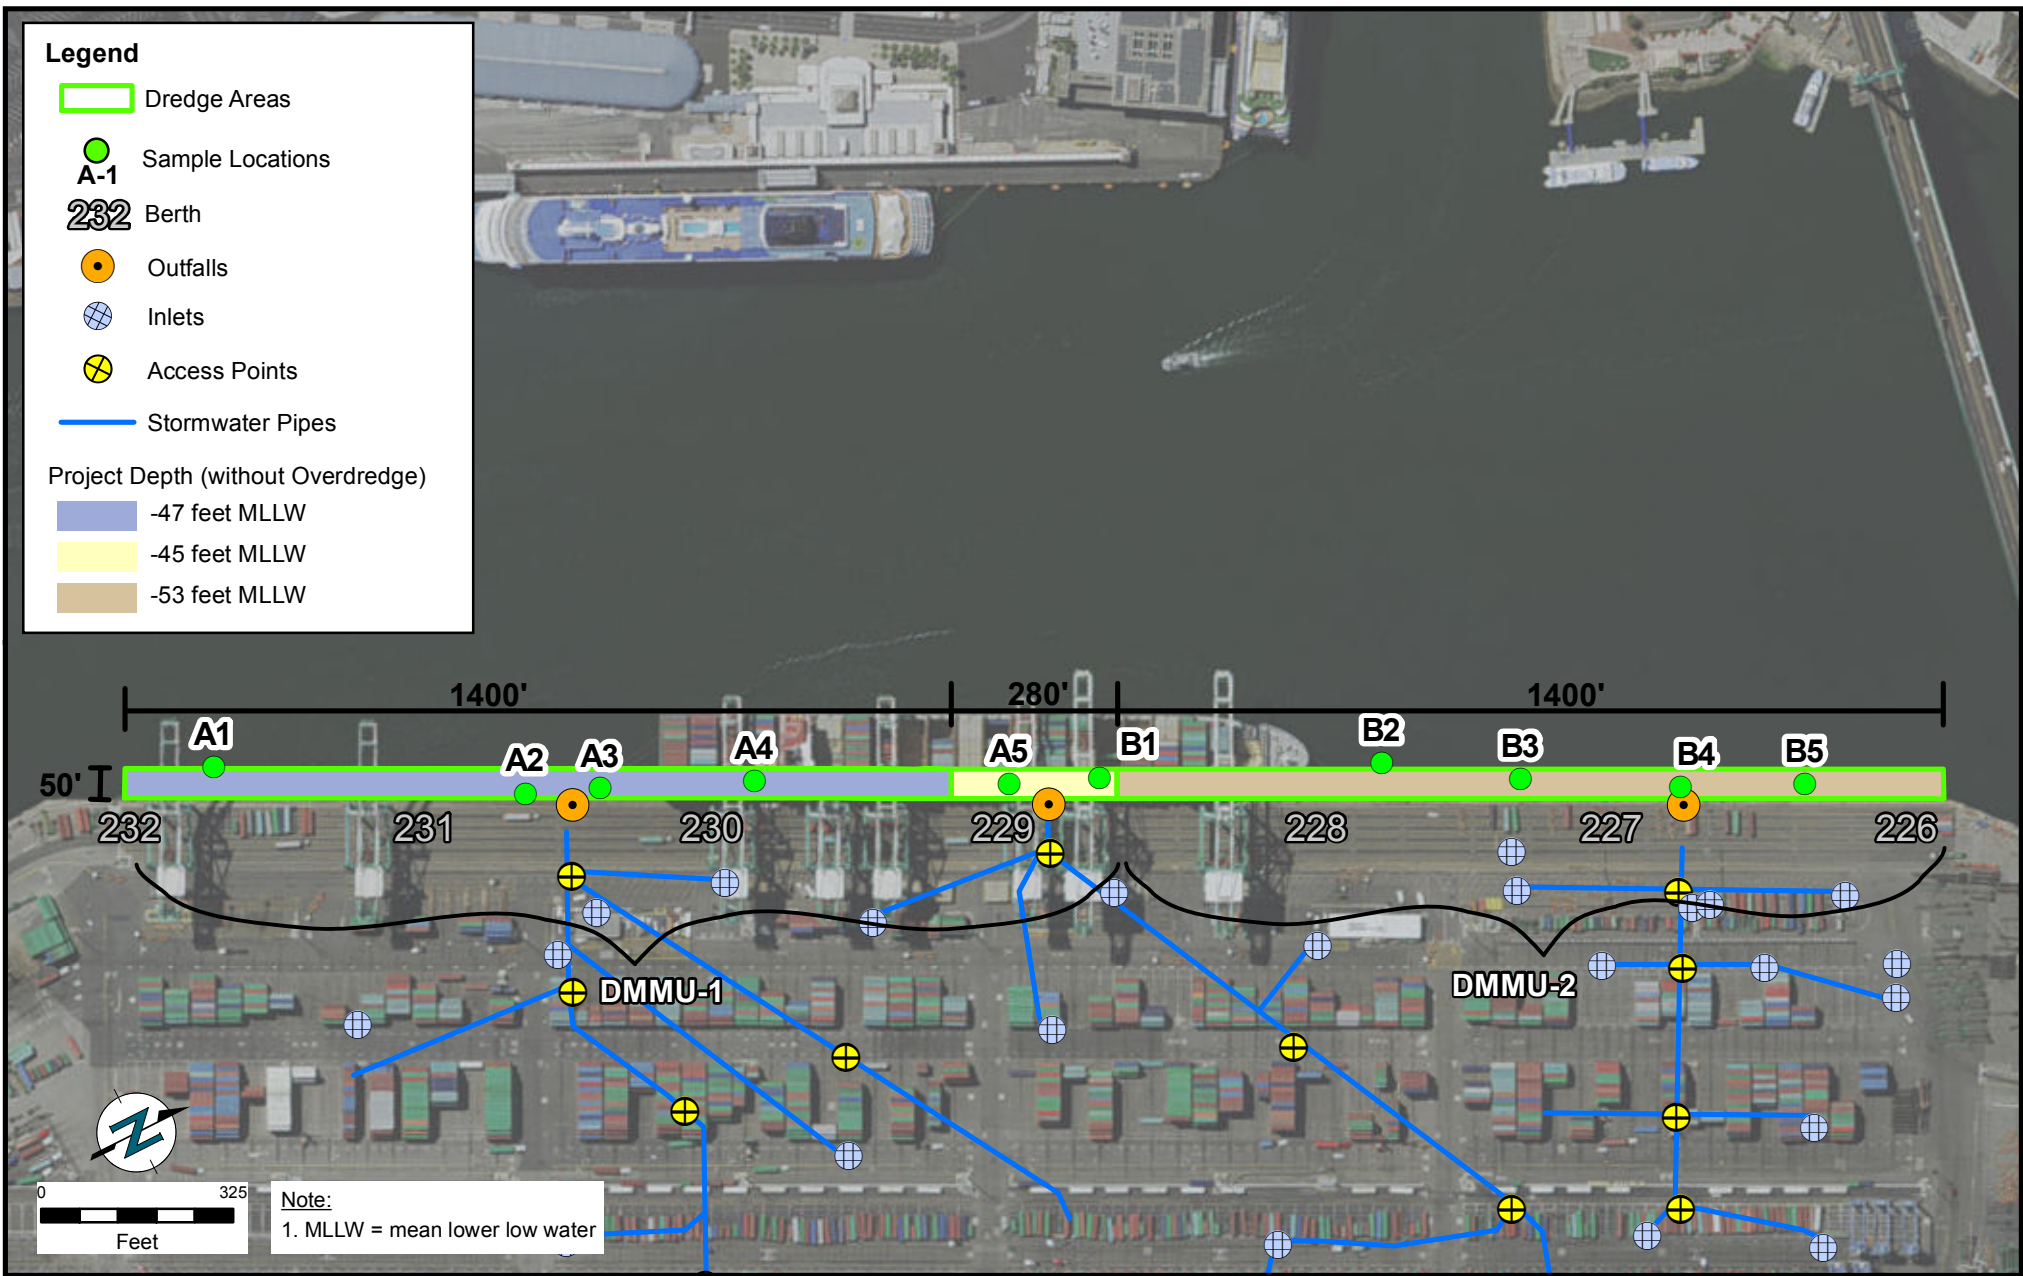 Legend
Dredge Areas
A-1 Sample Locations
232 Berth
Outfalls
Inlets
Access Points
Stormwater Pipes
Project Depth (without Overdredge)
-47 feet MLLW
-45 feet MLLW
-53 feet MLLW
1400' 280' 1400'
A1 A2 A3 A4 A5 B1 B2 B3 B4 B5
50'
232 231 230 229 228 227 226
DMMU-1 DMMU-2
0 325
Feet
Note:
1. MLLW = mean lower low water